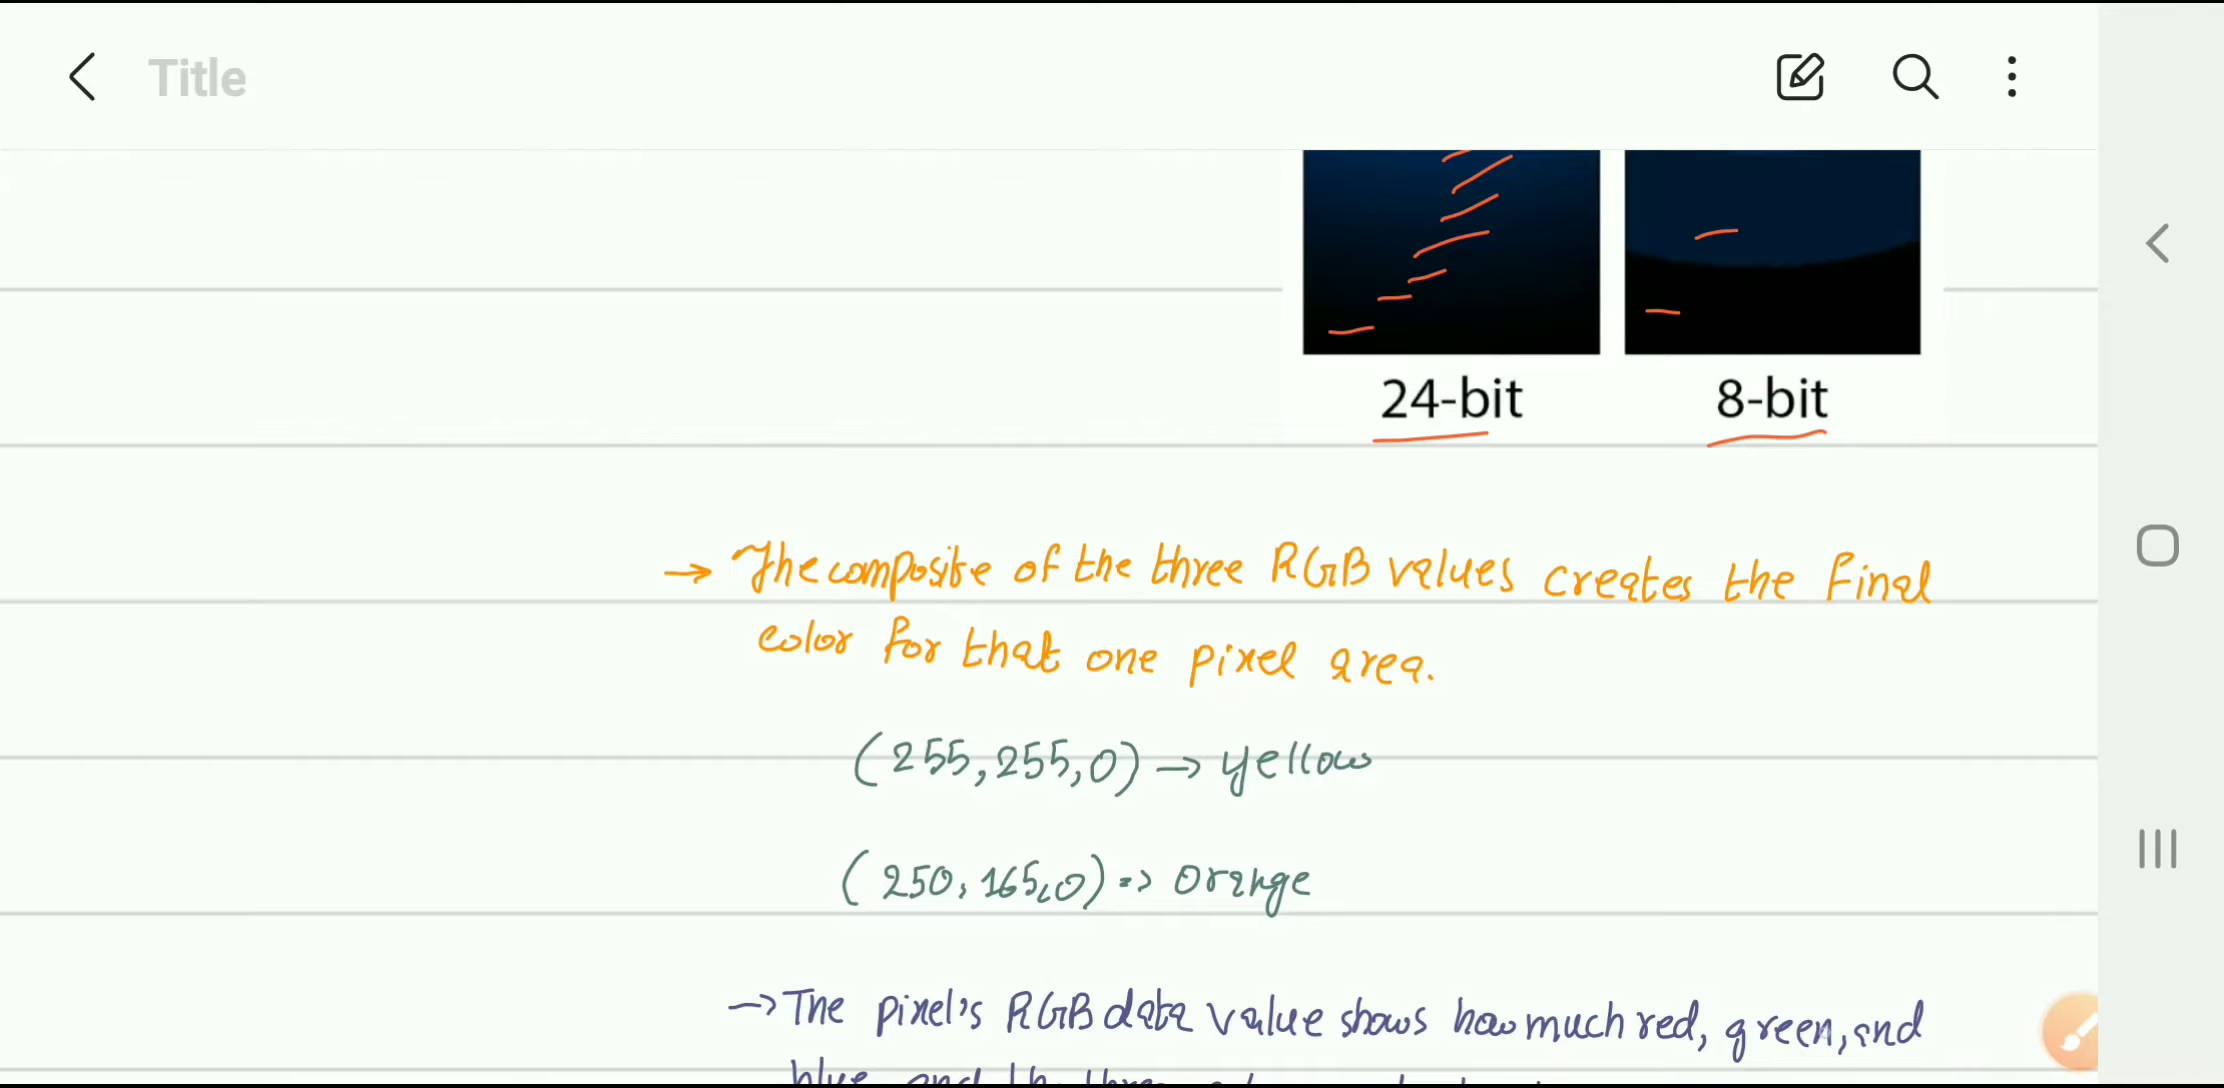 Title
24-bit 8-bit
→ The composite of the three RGB values creates the final
color for that one pixel area.
(255,255,0) → yellow
(250,165,0) => orange
→ The pixel's RGB data value shows how much red, green, and
blue and